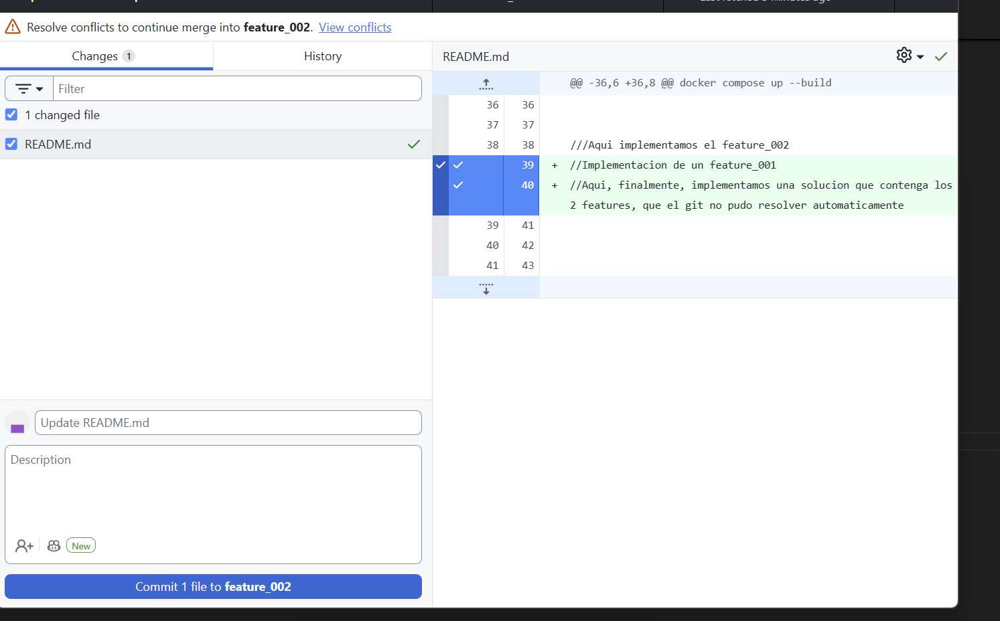 Resolve conflicts to continue merge into feature_002. View conflicts
Changes 1
History
README.md
Filter
1 changed file
README.md
@@ -36,6 +36,8 @@ docker compose up --build
36 36
37 37
38 38 ///Aqui implementamos el feature_002
39 + //Implementacion de un feature_001
40 + //Aqui, finalmente, implementamos una solucion que contenga los
2 features, que el git no pudo resolver automaticamente
39 41
40 42
41 43
Update README.md
Description
New
Commit 1 file to feature_002